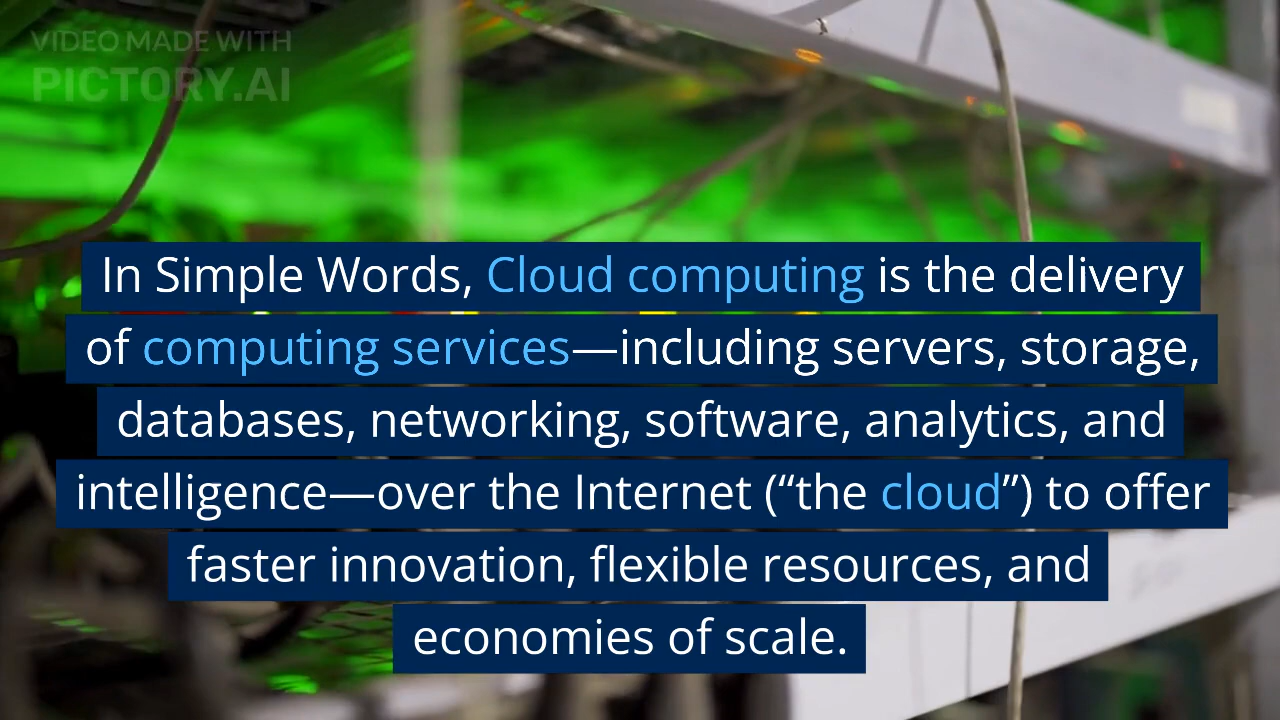 VIDEO MADE WITH
PICTORY.AI
In Simple Words, Cloud computing is the delivery
of computing services—including servers, storage,
databases, networking, software, analytics, and
intelligence—over the Internet (“the cloud”) to offer
faster innovation, flexible resources, and
economies of scale.